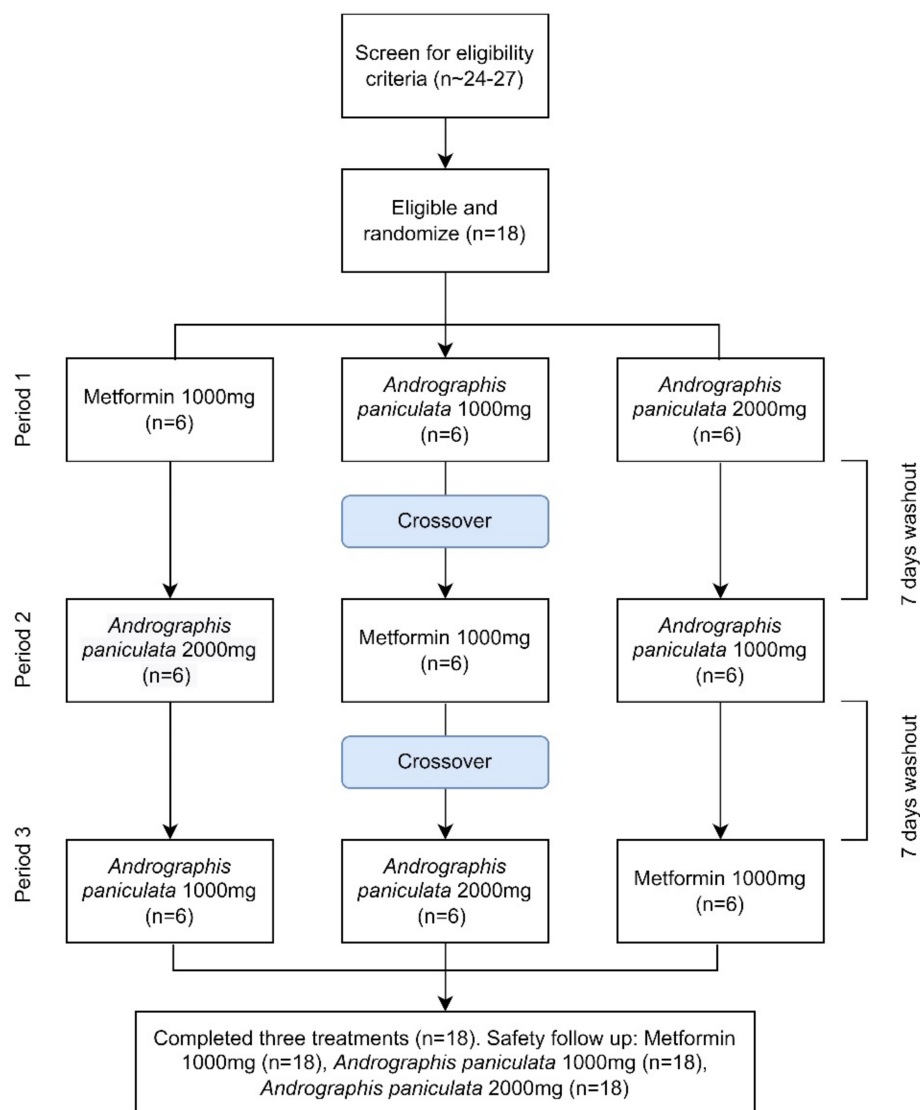 Screen for eligibility
criteria (n~24-27)
Eligible and
randomize (n=18)
Period 1
Metformin 1000mg
(n=6)
Andrographis
paniculata 1000mg
(n=6)
Andrographis
paniculata 2000mg
(n=6)
Crossover
7 days washout
Period 2
Andrographis
paniculata 2000mg
(n=6)
Metformin 1000mg
(n=6)
Andrographis
paniculata 1000mg
(n=6)
Crossover
7 days washout
Period 3
Andrographis
paniculata 1000mg
(n=6)
Andrographis
paniculata 2000mg
(n=6)
Metformin 1000mg
(n=6)
Completed three treatments (n=18). Safety follow up: Metformin
1000mg (n=18), Andrographis paniculata 1000mg (n=18),
Andrographis paniculata 2000mg (n=18)